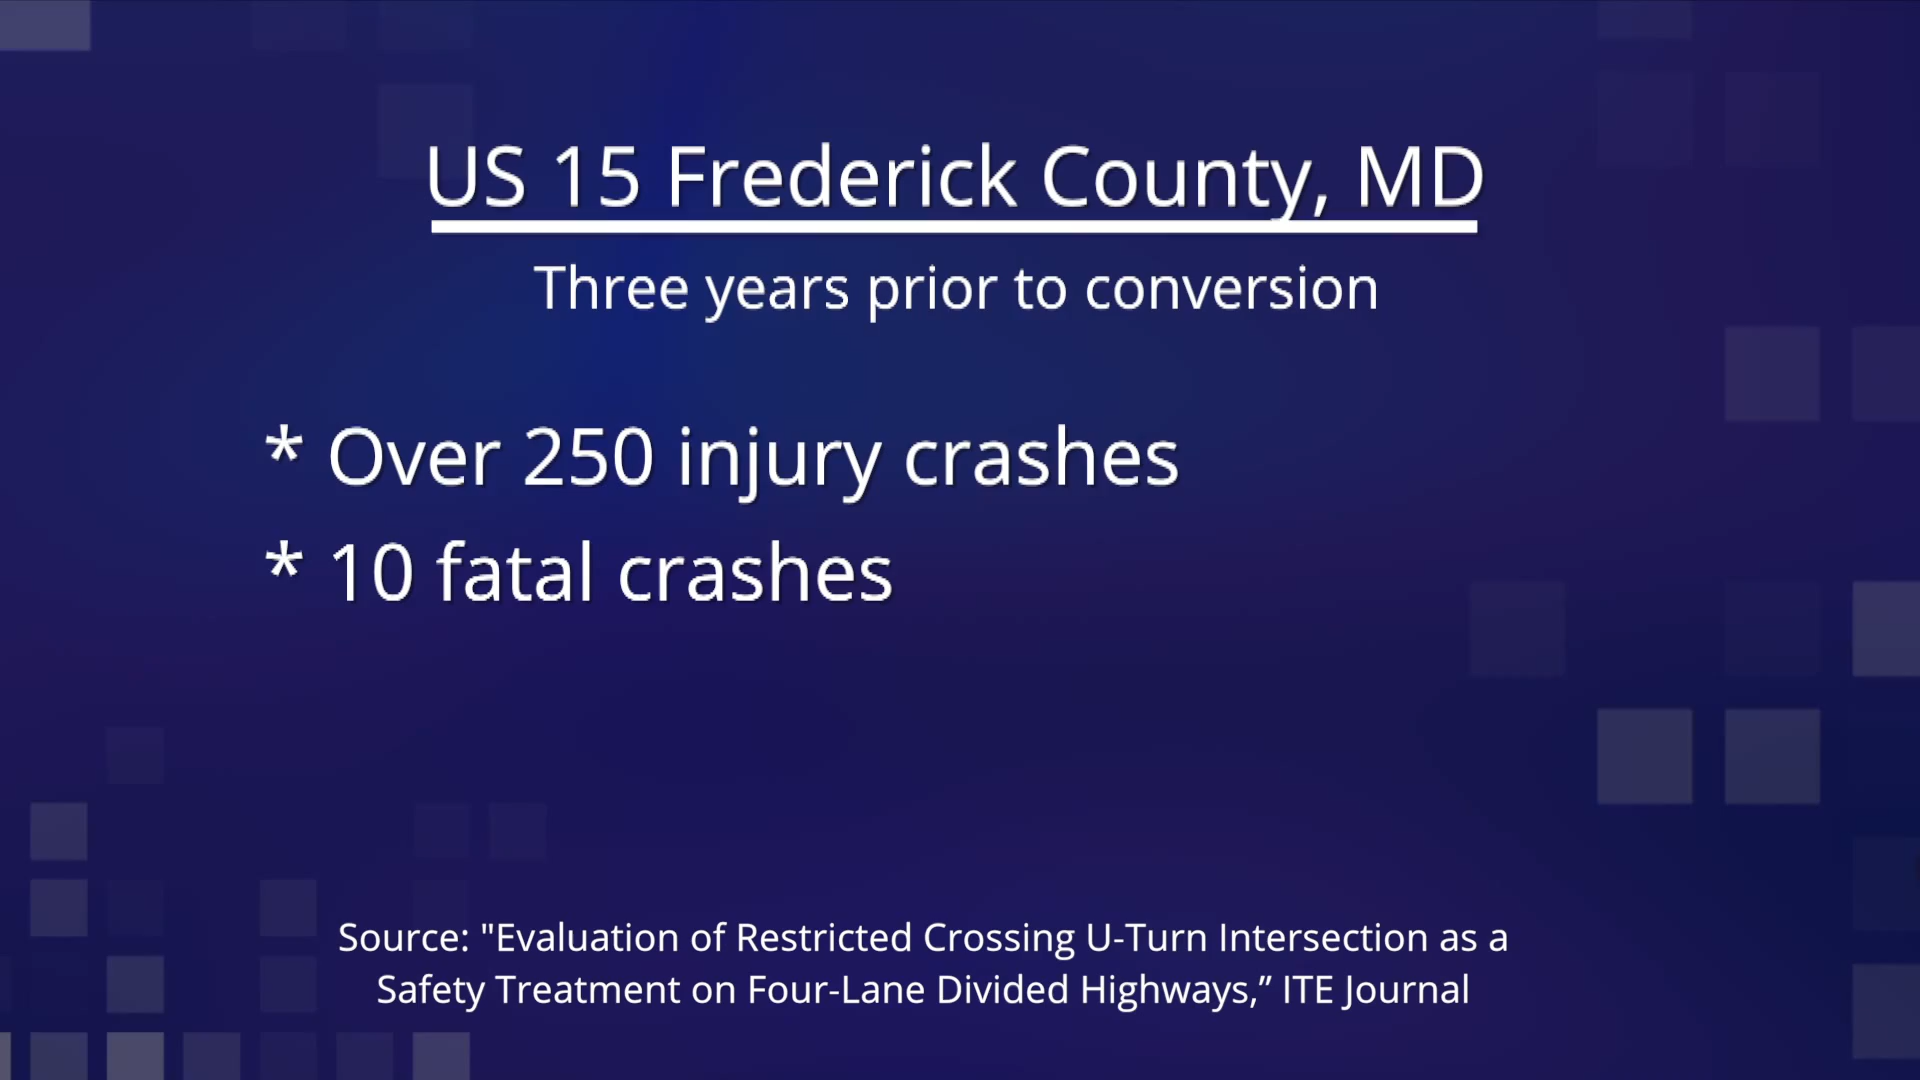 US 15 Frederick County, MD
Three years prior to conversion
* Over 250 injury crashes
* 10 fatal crashes
Source: "Evaluation of Restricted Crossing U-Turn Intersection as a
Safety Treatment on Four-Lane Divided Highways,” ITE Journal